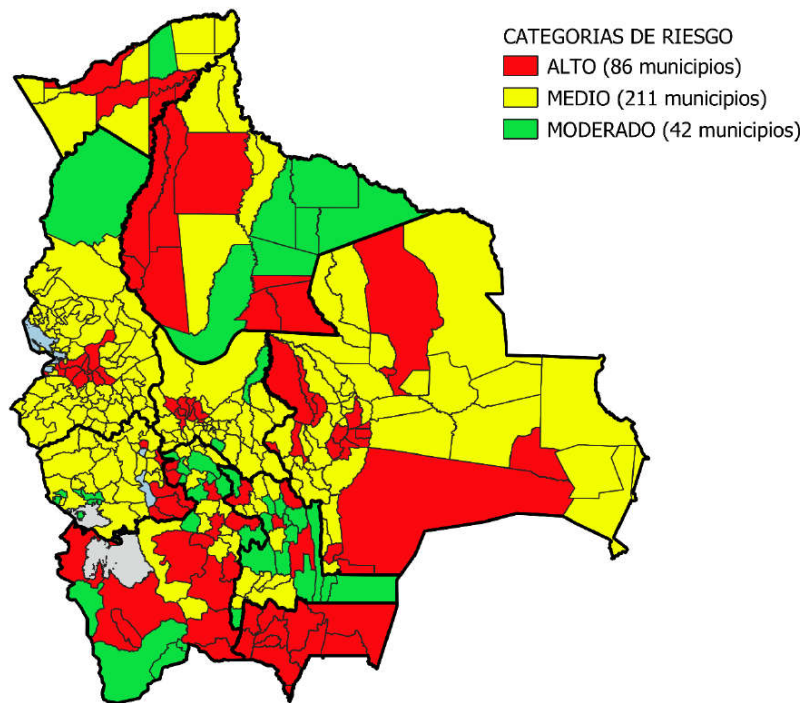 CATEGORIAS DE RIESGO
ALTO (86 municipios)
MEDIO (211 municipios)
MODERADO (42 municipios)